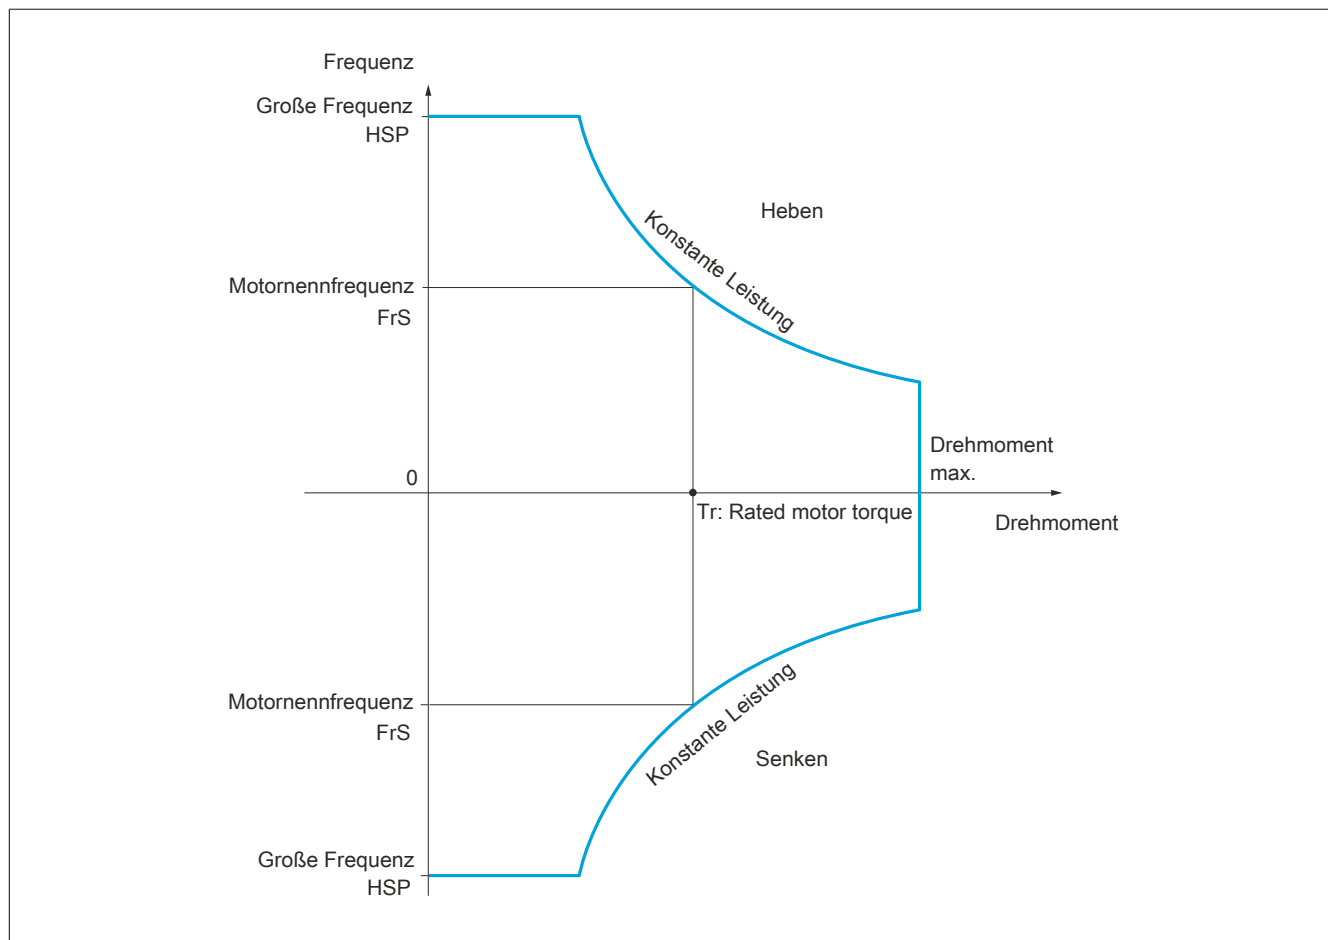 Frequenz
Große Frequenz
HSP
Heben
Konstante Leistung
Motornennfrequenz
FrS
Drehmoment
max.
0
Tr: Rated motor torque
Drehmoment
Motornennfrequenz
FrS
Konstante Leistung
Senken
Große Frequenz
HSP